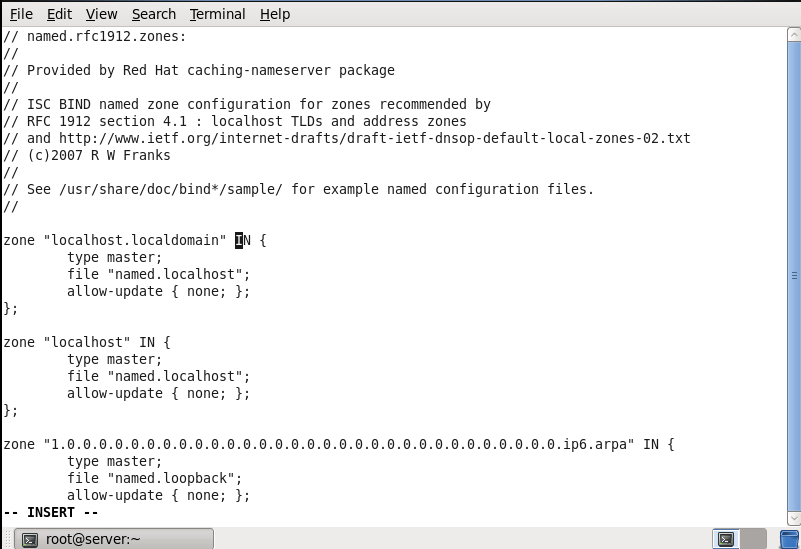 File Edit View Search Terminal Help
// named.rfc1912.zones:
//
// Provided by Red Hat caching-nameserver package
//
// ISC BIND named zone configuration for zones recommended by
// RFC 1912 section 4.1 : localhost TLDs and address zones
// and http://www.ietf.org/internet-drafts/draft-ietf-dnsop-default-local-zones-02.txt
// (c)2007 R W Franks
//
// See /usr/share/doc/bind*/sample/ for example named configuration files.
//
zone "localhost.localdomain" IN {
        type master;
        file "named.localhost";
        allow-update { none; };
};
zone "localhost" IN {
        type master;
        file "named.localhost";
        allow-update { none; };
};
zone "1.0.0.0.0.0.0.0.0.0.0.0.0.0.0.0.0.0.0.0.0.0.0.0.0.0.0.0.0.0.0.0.ip6.arpa" IN {
        type master;
        file "named.loopback";
        allow-update { none; };
-- INSERT --
root@server:~